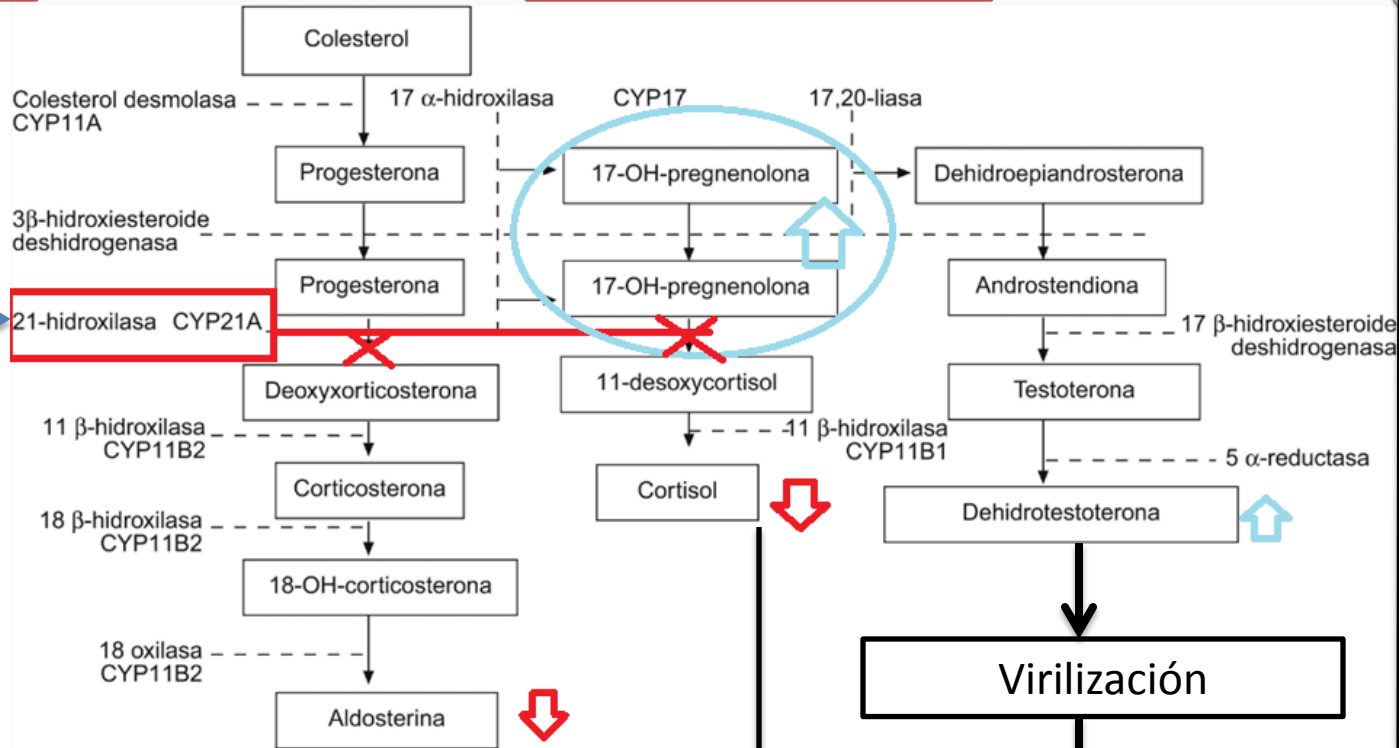 Colesterol
Colesterol desmolasa
CYP11A
17 α-hidroxilasa
CYP17
17,20-liasa
Progesterona
17-OH-pregnenolona
Dehidroepiandrosterona
3β-hidroxiesteroide
deshidrogenasa
Progesterona
17-OH-pregnenolona
Androstendiona
21-hidroxilasa CYP21A
17 β-hidroxiesteroide
deshidrogenasa
Deoxyxorticosterona
11-desoxycortisol
Testoterona
11 β-hidroxilasa
CYP11B2
11 β-hidroxilasa
CYP11B1
5 α-reductasa
Corticosterona
Cortisol
Dehidrotestoterona
18 β-hidroxilasa
CYP11B2
18-OH-corticosterona
18 oxilasa
CYP11B2
Virilización
Aldosterina